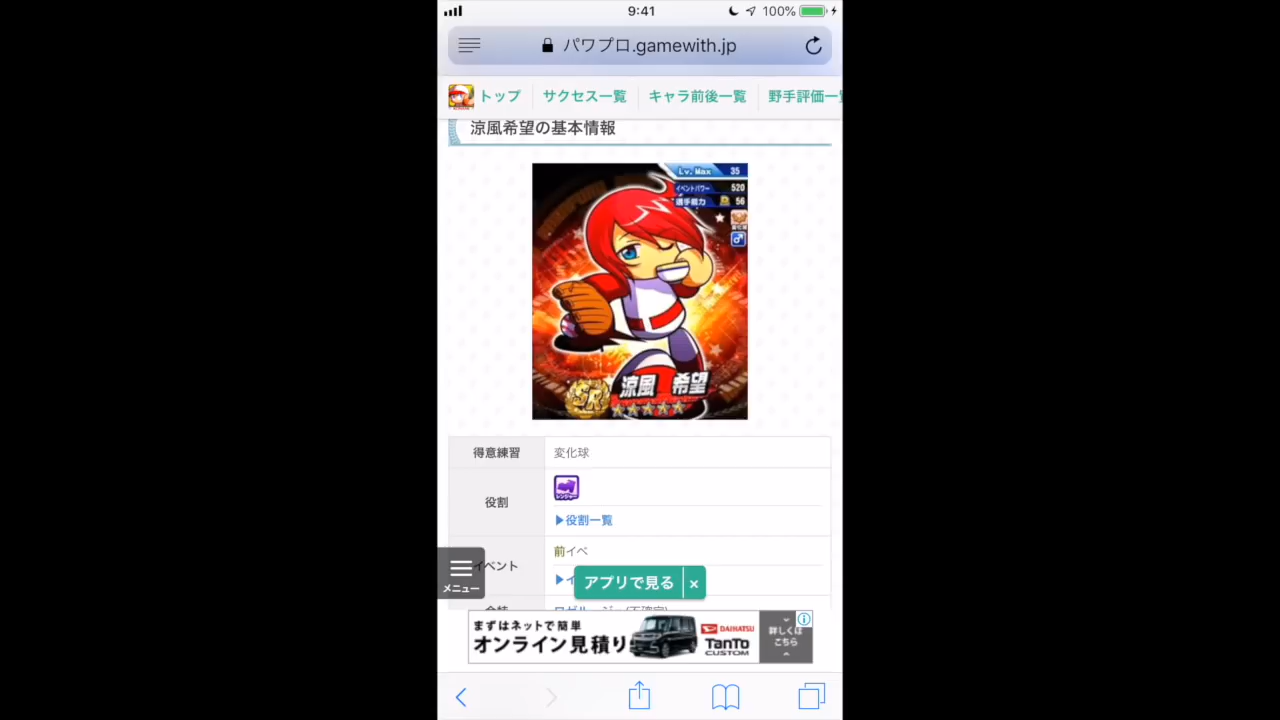 9:41
100%
パワプロ.gamewith.jp
トップ
サクセス一覧
キャラ前後一覧
野手評価一
涼風希望の基本情報
Lv.Max 35
イベントパワー 520
選手能力 56
SR
涼風 希望
得意練習
変化球
役割
レンジャー
▶役割一覧
イベント
前イベ
アプリで見る
×
メニュー
まずはネットで簡単
オンライン見積り
DAIHATSU
TANTO
CUSTOM
詳しくは
こちら